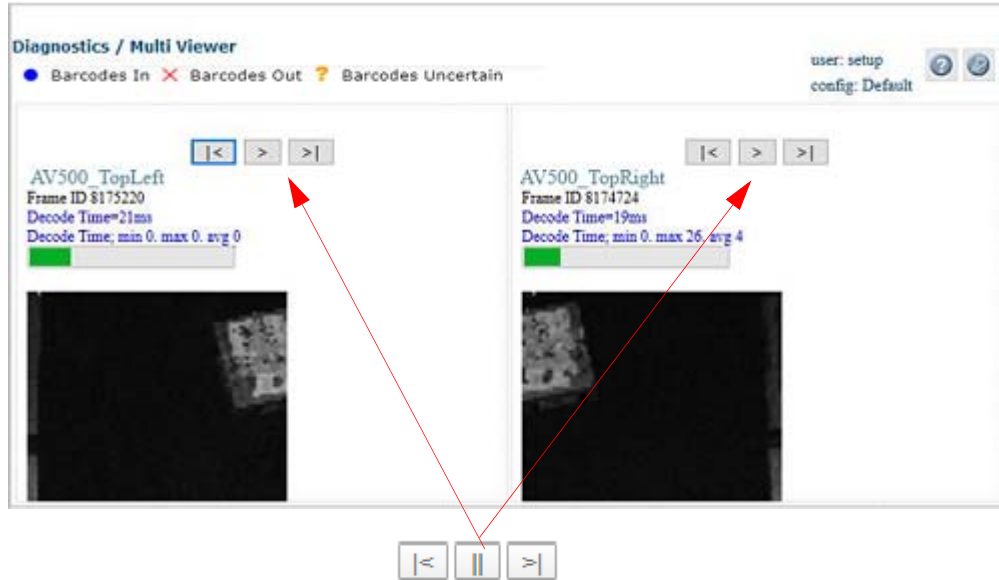 Diagnostics / Multi Viewer
Barcodes In Barcodes Out ? Barcodes Uncertain
user: setup
config: Default
?
|< > >|
AV500_TopLeft
Frame ID 8175220
Decode Time=21ms
Decode Time; min 0. max 0. avg 0
|< > >|
AV500_TopRight
Frame ID 8174724
Decode Time=19ms
Decode Time; min 0. max 26. avg 4
|< || >|